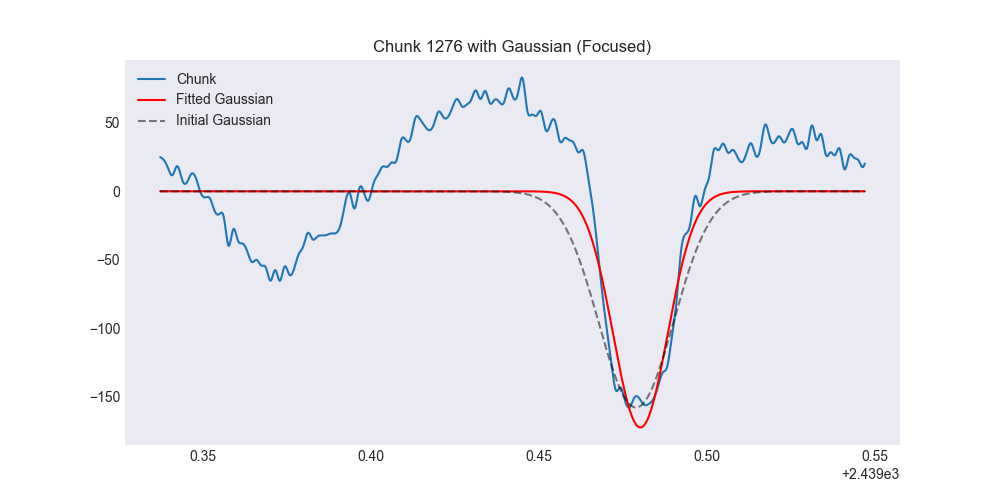 Chunk 1276 with Gaussian (Focused)
Chunk
Fitted Gaussian
Initial Gaussian
50
0
−50
−100
−150
0.35 0.40 0.45 0.50 0.55
+2.439e3